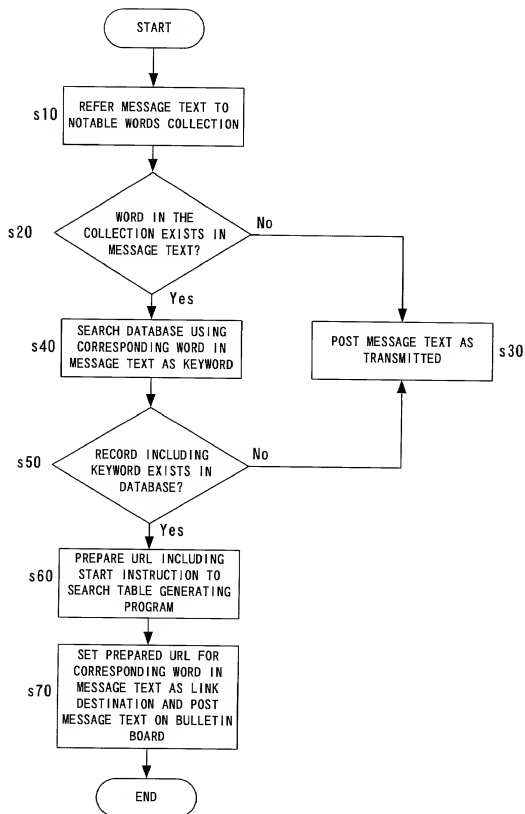 START
s10
REFER MESSAGE TEXT TO
NOTABLE WORDS COLLECTION
s20
WORD IN THE
COLLECTION EXISTS IN
MESSAGE TEXT?
No
Yes
s40
SEARCH DATABASE USING
CORRESPONDING WORD IN
MESSAGE TEXT AS KEYWORD
POST MESSAGE TEXT AS
TRANSMITTED
s30
s50
RECORD INCLUDING
KEYWORD EXISTS IN
DATABASE?
No
Yes
s60
PREPARE URL INCLUDING
START INSTRUCTION TO
SEARCH TABLE GENERATING
PROGRAM
s70
SET PREPARED URL FOR
CORRESPONDING WORD IN
MESSAGE TEXT AS LINK
DESTINATION AND POST
MESSAGE TEXT ON BULLETIN
BOARD
END